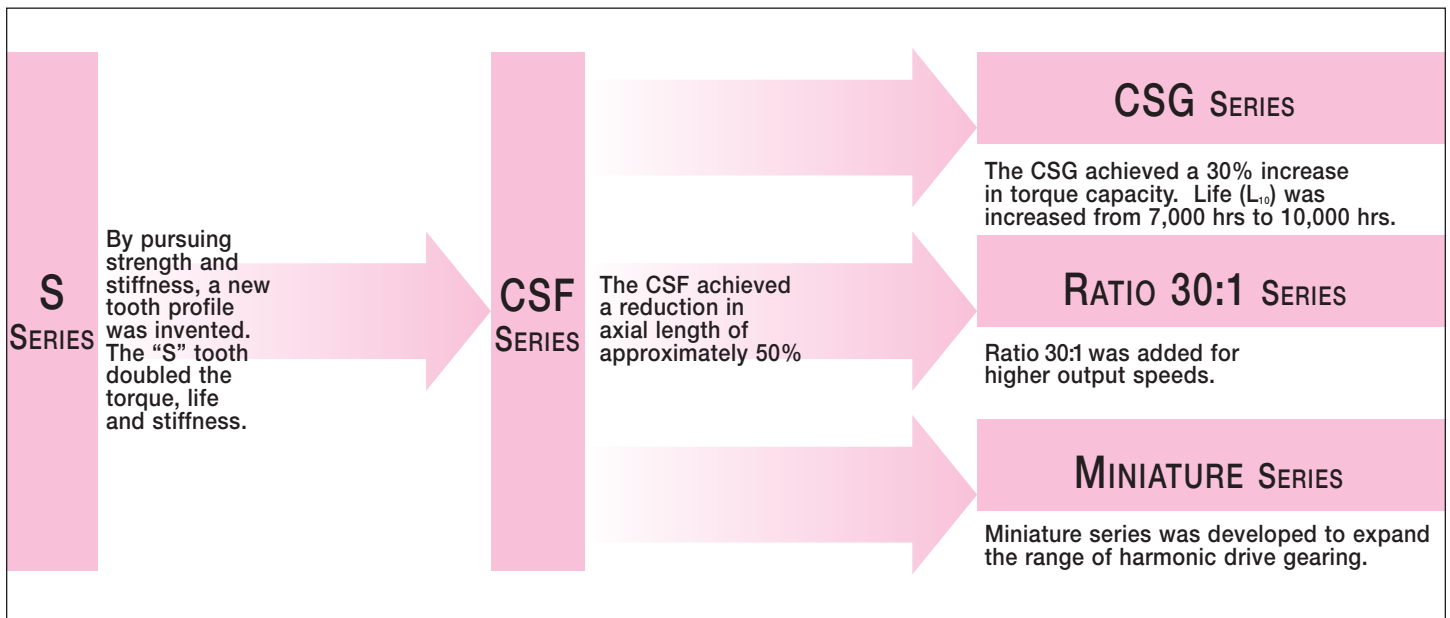 S
SERIES
By pursuing
strength and
stiffness, a new
tooth profile
was invented.
The “S” tooth
doubled the
torque, life
and stiffness.
CSF
SERIES
The CSF achieved
a reduction in
axial length of
approximately 50%
CSG SERIES
The CSG achieved a 30% increase
in torque capacity. Life (L₁₀) was
increased from 7,000 hrs to 10,000 hrs.
RATIO 30:1 SERIES
Ratio 30:1 was added for
higher output speeds.
MINIATURE SERIES
Miniature series was developed to expand
the range of harmonic drive gearing.